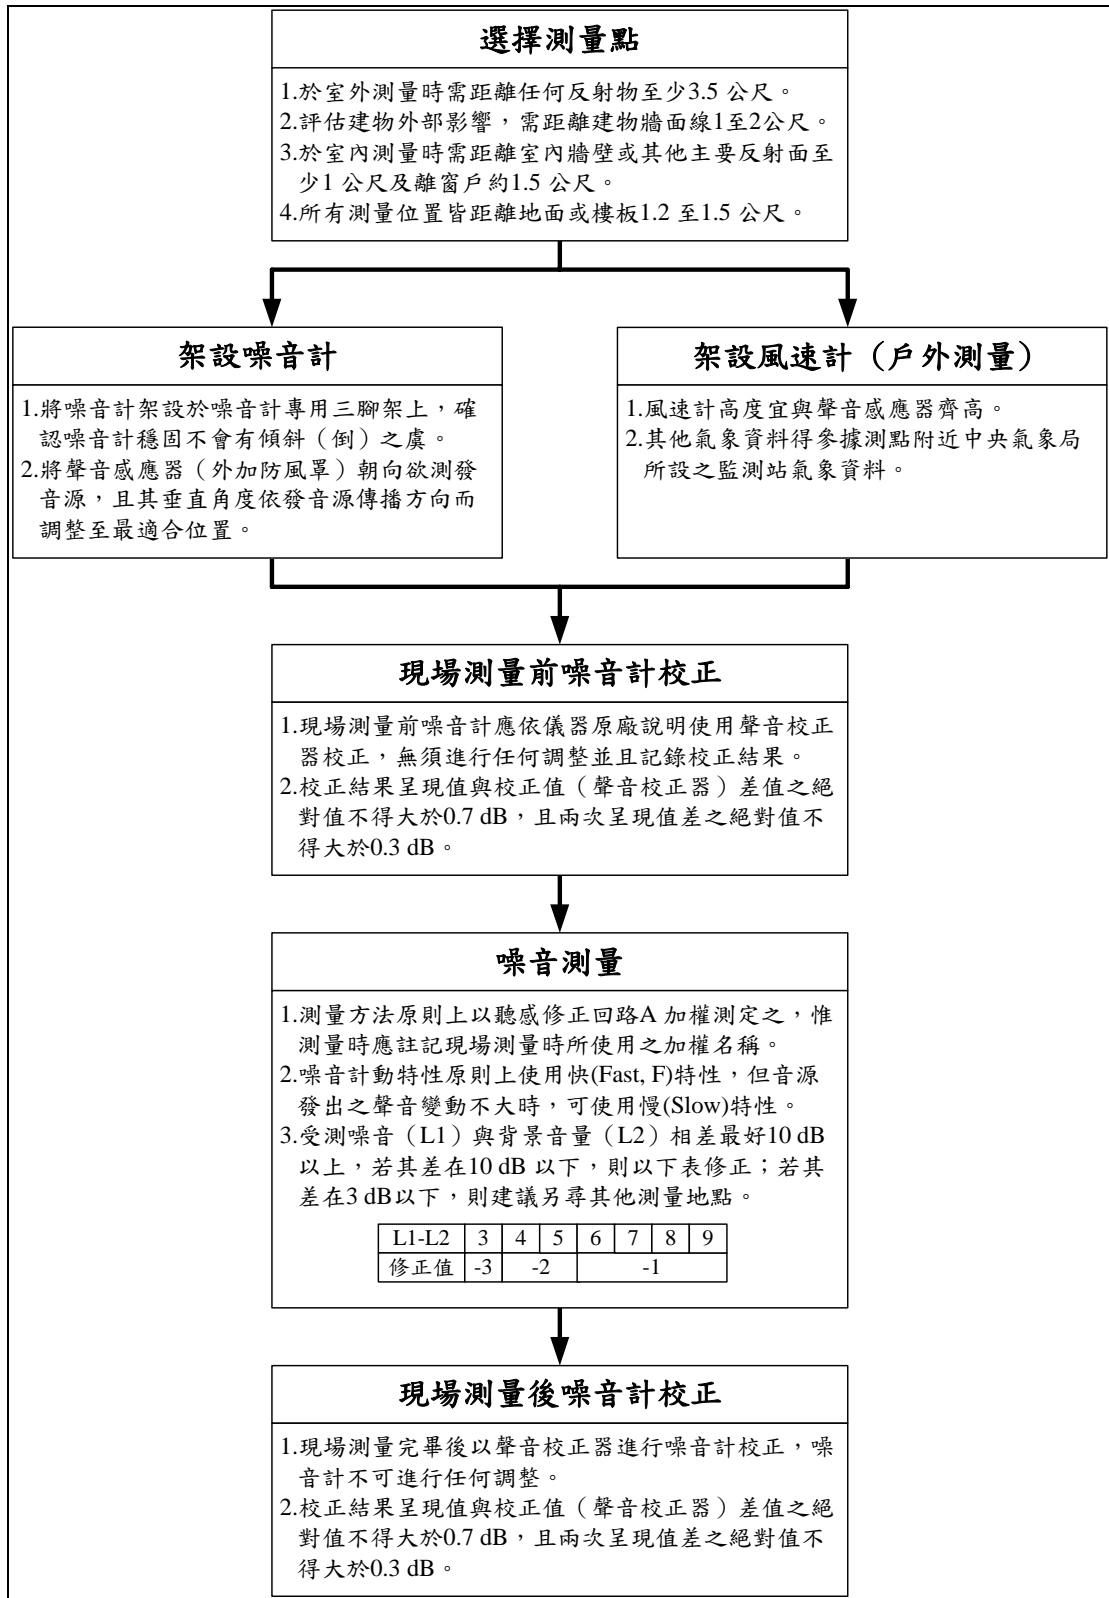 選擇測量點
1.於室外測量時需距離任何反射物至少3.5 公尺。
2.評估建物外部影響，需距離建物牆面線1至2公尺。
3.於室內測量時需距離室內牆壁或其他主要反射面至
少1 公尺及離窗戶約1.5 公尺。
4.所有測量位置皆距離地面或樓板1.2 至1.5 公尺。
架設噪音計
1.將噪音計架設於噪音計專用三腳架上，確
認噪音計穩固不會有傾斜（倒）之虞。
2.將聲音感應器（外加防風罩）朝向欲測發
音源，且其垂直角度依發音源傳播方向而
調整至最適合位置。
架設風速計（戶外測量）
1.風速計高度宜與聲音感應器齊高。
2.其他氣象資料得參據測點附近中央氣象局
所設之監測站氣象資料。
現場測量前噪音計校正
1.現場測量前噪音計應依儀器原廠說明使用聲音校正
器校正，無須進行任何調整並且記錄校正結果。
2.校正結果呈現值與校正值（聲音校正器）差值之絕
對值不得大於0.7 dB，且兩次呈現值差之絕對值不
得大於0.3 dB。
噪音測量
1.測量方法原則上以聽感修正回路A 加權測定之，惟
測量時應註記現場測量時所使用之加權名稱。
2.噪音計動特性原則上使用快(Fast, F)特性，但音源
發出之聲音變動不大時，可使用慢(Slow)特性。
3.受測噪音（L1）與背景音量（L2）相差最好10 dB
以上，若其差在10 dB 以下，則以下表修正；若其
差在3 dB以下，則建議另尋其他測量地點。
L1-L2 3 4 5 6 7 8 9
修正值 -3 -2 -1
現場測量後噪音計校正
1.現場測量完畢後以聲音校正器進行噪音計校正，噪
音計不可進行任何調整。
2.校正結果呈現值與校正值（聲音校正器）差值之絕
對值不得大於0.7 dB，且兩次呈現值差之絕對值不
得大於0.3 dB。